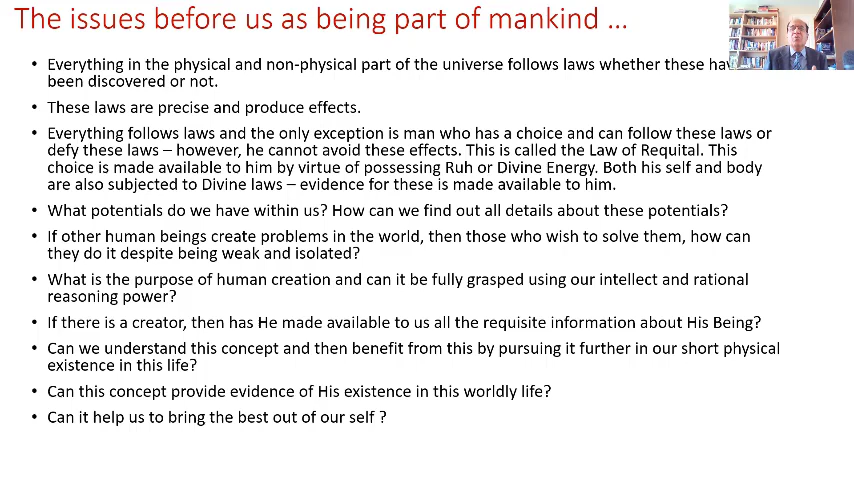 The issues before us as being part of mankind ...
• Everything in the physical and non-physical part of the universe follows laws whether these
been discovered or not.
• These laws are precise and produce effects.
• Everything follows laws and the only exception is man who has a choice and can follow these laws or
defy these laws – however, he cannot avoid these effects. This is called the Law of Requital. This
choice is made available to him by virtue of possessing Ruh or Divine Energy. Both his self and body
are also subjected to Divine laws – evidence for these is made available to him.
• What potentials do we have within us? How can we find out all details about these potentials?
• If other human beings create problems in the world, then those who wish to solve them, how can
they do it despite being weak and isolated?
• What is the purpose of human creation and can it be fully grasped using our intellect and rational
reasoning power?
• If there is a creator, then has He made available to us all the requisite information about His Being?
• Can we understand this concept and then benefit from this by pursuing it further in our short physical
existence in this life?
• Can this concept provide evidence of His existence in this worldly life?
• Can it help us to bring the best out of our self ?